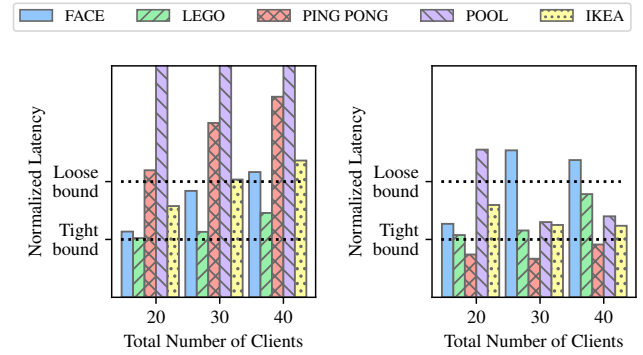 FACE LEGO PING PONG POOL IKEA
Normalized Latency
Loose
bound
Tight
bound
20 30 40
Total Number of Clients
Normalized Latency
Loose
bound
Tight
bound
20 30 40
Total Number of Clients